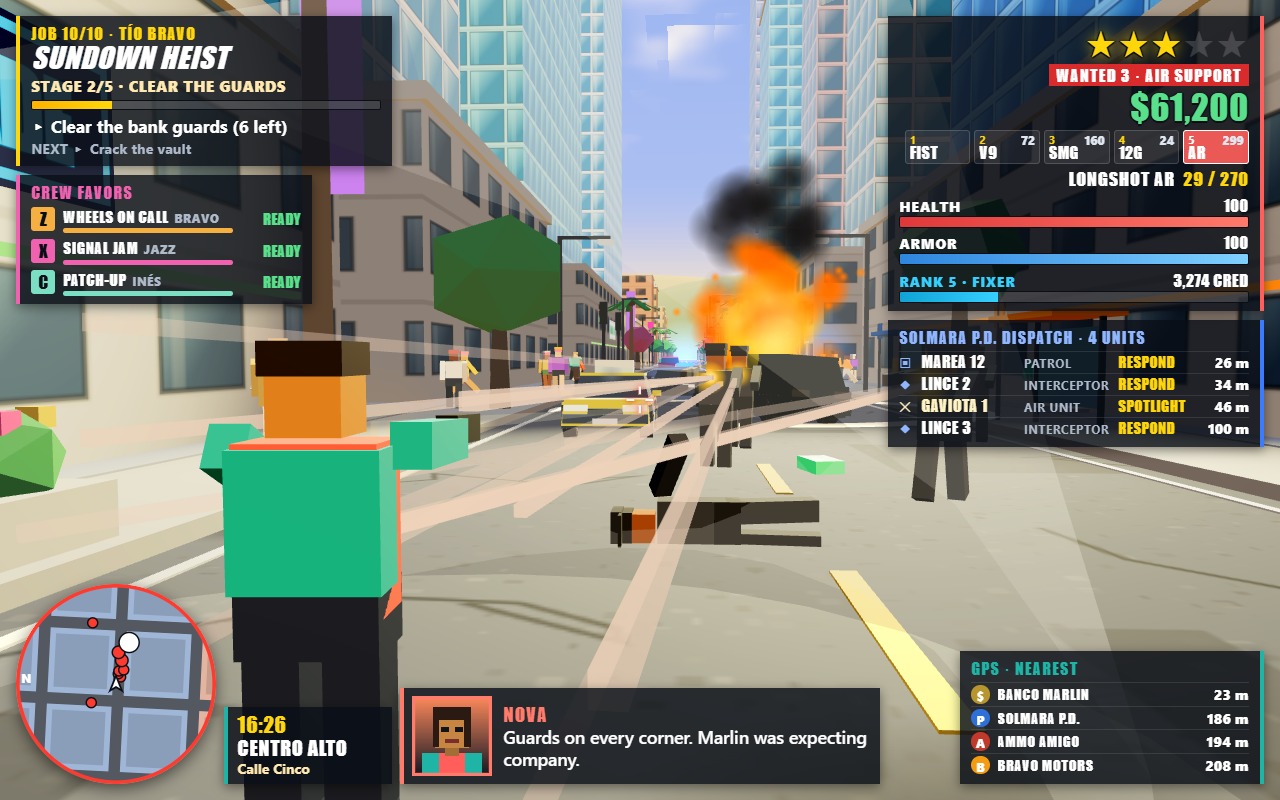 JOB 10/10 · TÍO BRAVO
SUNDOWN HEIST
STAGE 2/5 · CLEAR THE GUARDS
▸ Clear the bank guards (6 left)
NEXT ▸ Crack the vault
CREW FAVORS
Z WHEELS ON CALL BRAVO READY
X SIGNAL JAM JAZZ READY
C PATCH-UP INÉS READY
WANTED 3 · AIR SUPPORT
$61,200
1 FIST
2 V9 72
3 SMG 160
4 12G 24
5 AR 299
LONGSHOT AR 29 / 270
HEALTH 100
ARMOR 100
RANK 5 · FIXER 3,274 CRED
SOLMARA P.D. DISPATCH · 4 UNITS
MAREA 12 PATROL RESPOND 26 m
LINCE 2 INTERCEPTOR RESPOND 34 m
GAVIOTA 1 AIR UNIT SPOTLIGHT 46 m
LINCE 3 INTERCEPTOR RESPOND 100 m
N
16:26
CENTRO ALTO
Calle Cinco
NOVA
Guards on every corner. Marlin was expecting
company.
GPS · NEAREST
$ BANCO MARLIN 23 m
P SOLMARA P.D. 186 m
A AMMO AMIGO 194 m
B BRAVO MOTORS 208 m